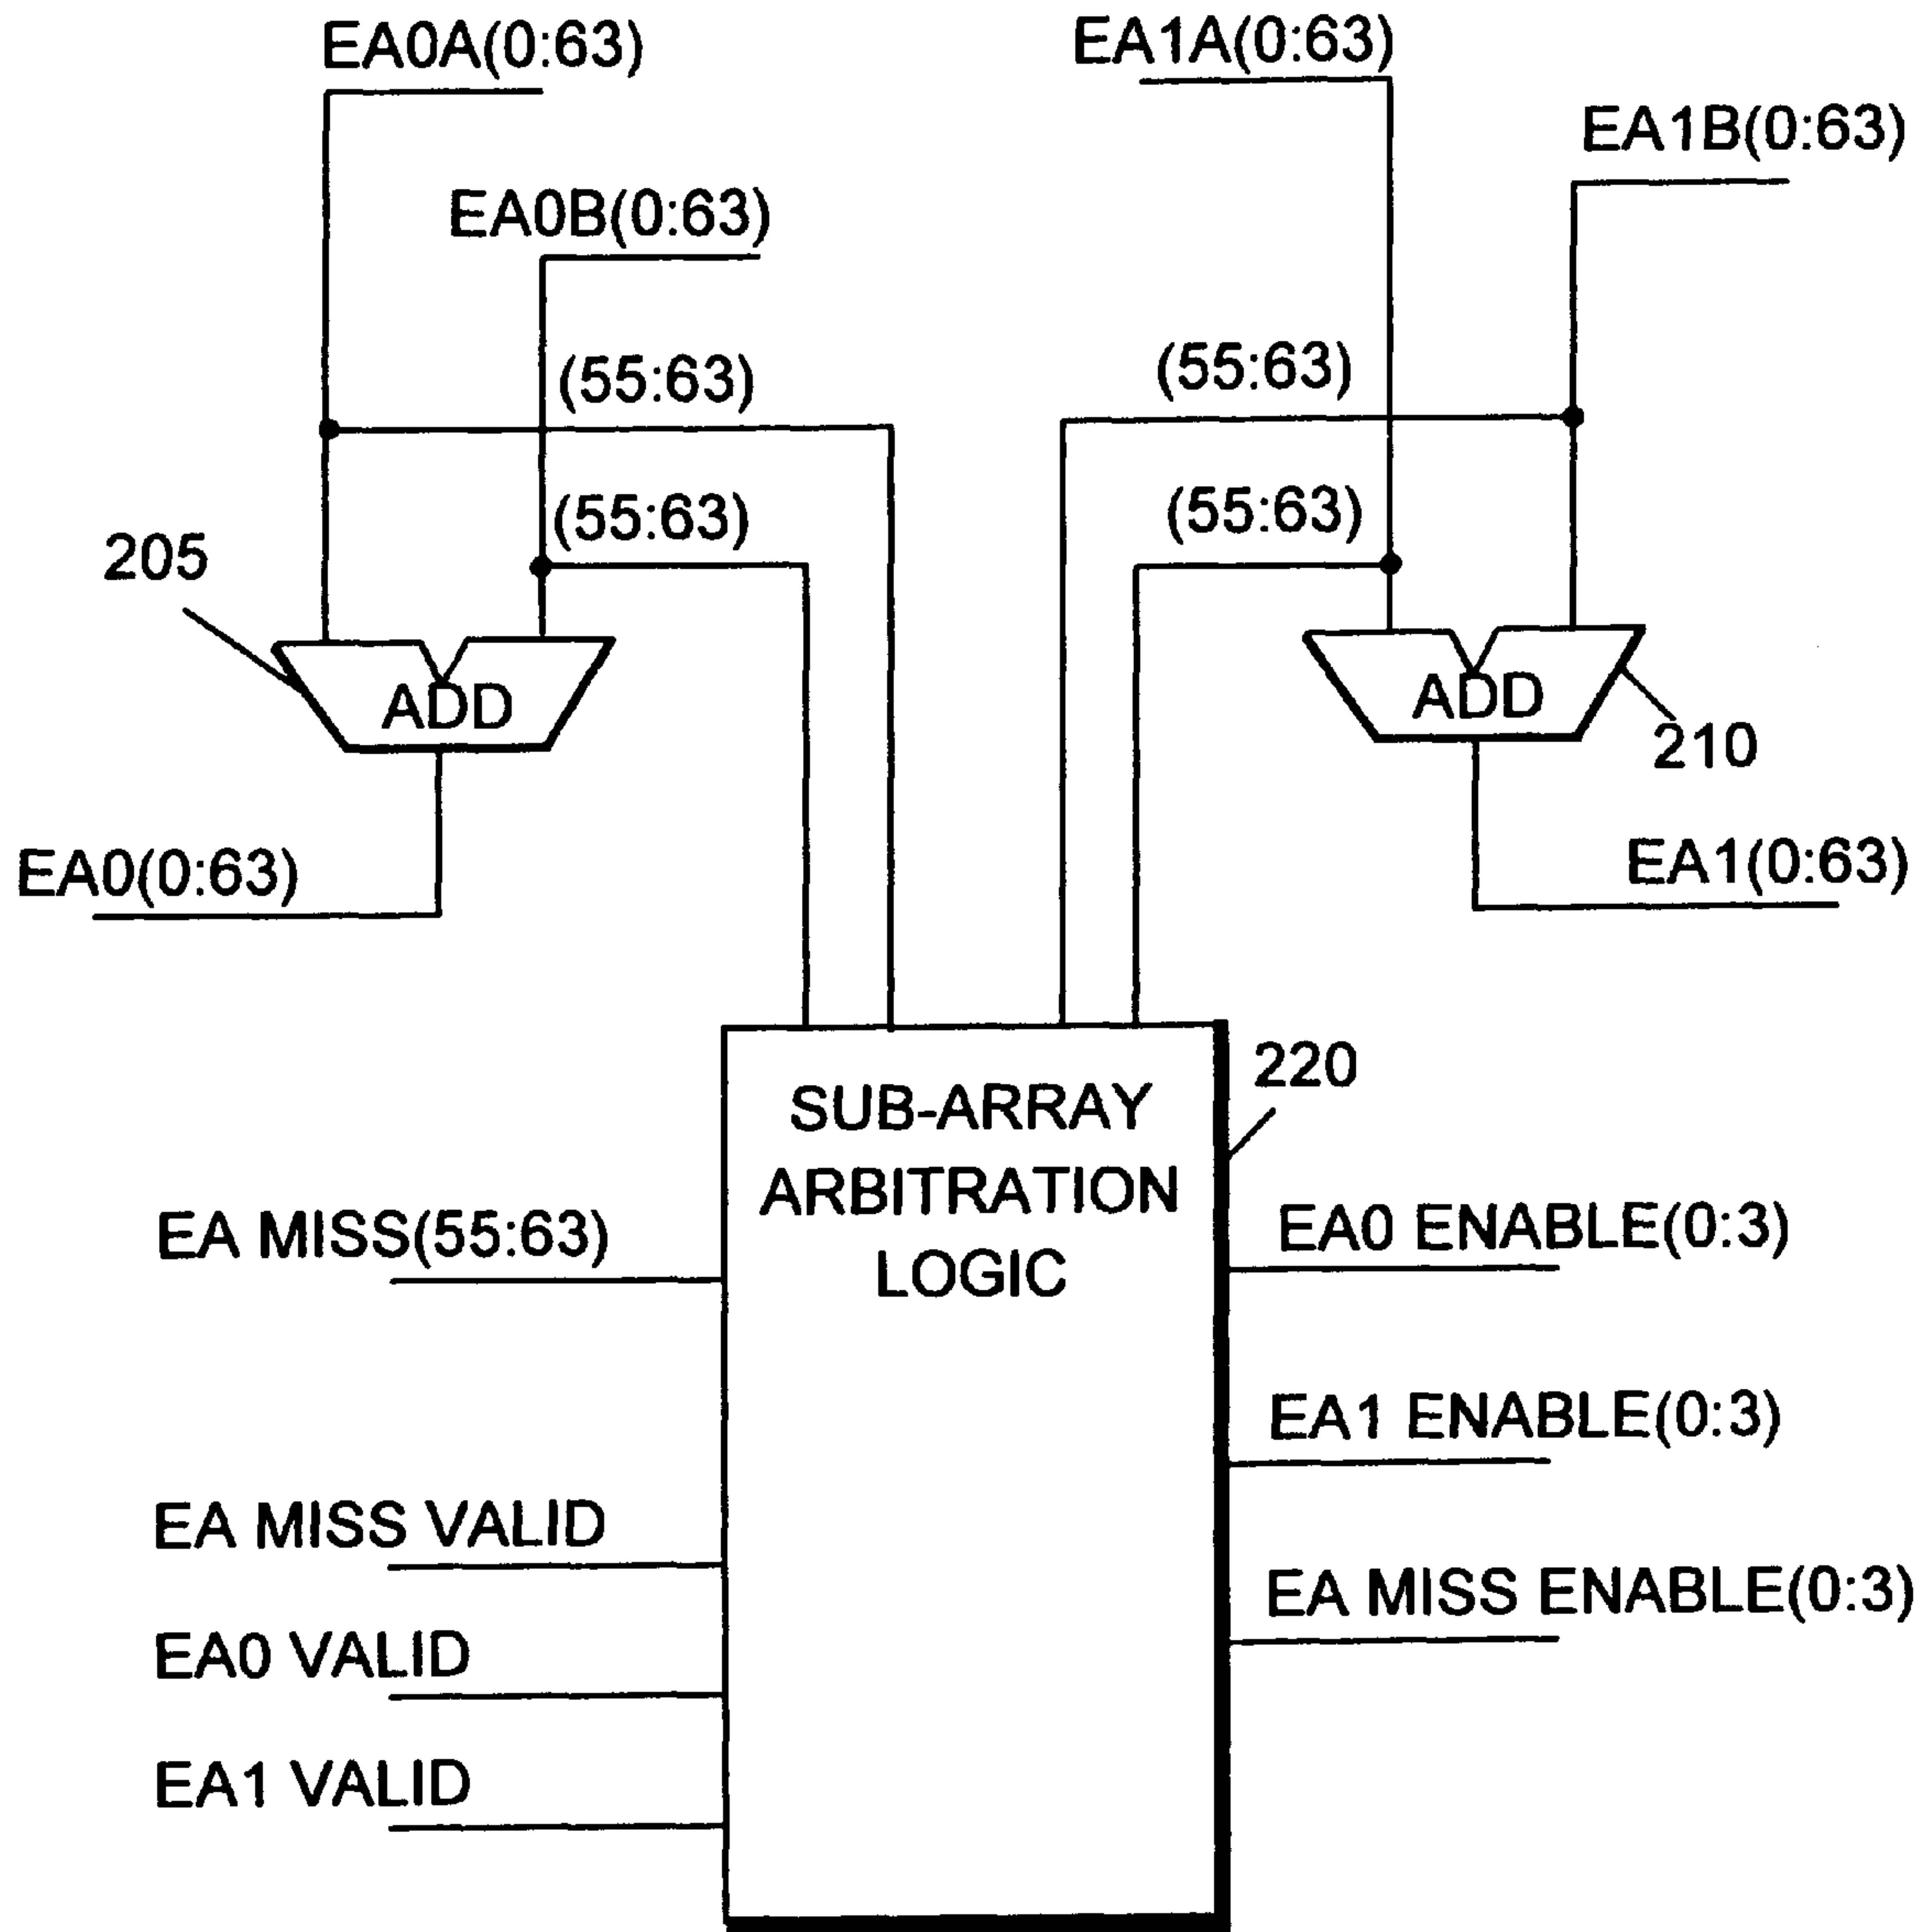 EA0A(0:63)
EA1A(0:63)
EA1B(0:63)
EA0B(0:63)
(55:63)
(55:63)
(55:63)
(55:63)
205
ADD
ADD
210
EA0(0:63)
EA1(0:63)
220
SUB-ARRAY
ARBITRATION
LOGIC
EA MISS(55:63)
EA0 ENABLE(0:3)
EA1 ENABLE(0:3)
EA MISS VALID
EA MISS ENABLE(0:3)
EA0 VALID
EA1 VALID